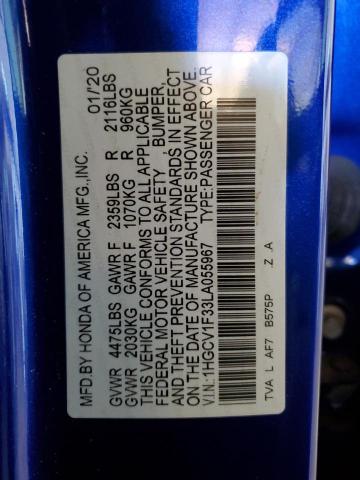 MFD.BY HONDA OF AMERICA MFG.,INC. 01/'20
GVWR 4475LBS GAWR F 2359LBS R 2116LBS
GVWR 2030KG GAWR F 1070KG R 960KG
THIS VEHICLE CONFORMS TO ALL APPLICABLE
FEDERAL MOTOR VEHICLE SAFETY , BUMPER,
AND THEFT PREVENTION STANDARDS IN EFFECT
ON THE DATE OF MANUFACTURE SHOWN ABOVE.
V.I.N.:1HGCV1F33LA055967 TYPE:PASSENGER CAR
TVA L AF7 B575P .Z .A